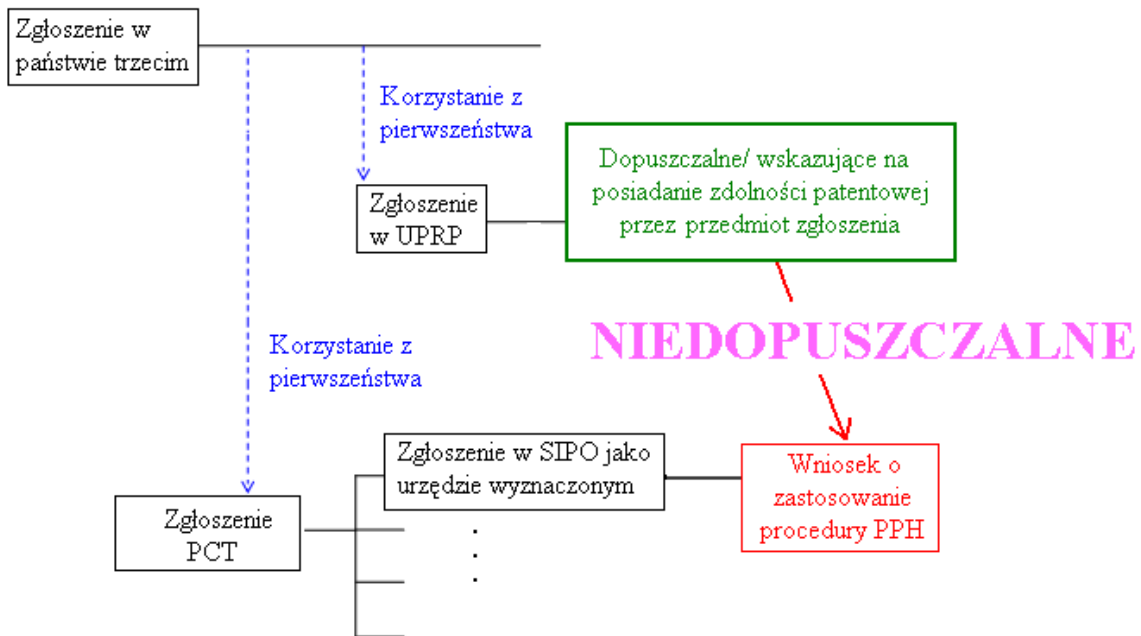 Zgłoszenie w
państwie trzecim
Korzystanie z
pierwszeństwa
Dopuszczalne/ wskazujące na
posiadanie zdolności patentowej
przez przedmiot zgłoszenia
Zgłoszenie
w UPRP
NIEDOPUSZCZALNE
Korzystanie z
pierwszeństwa
Zgłoszenie w SIPO jako
urzędzie wyznaczonym
Wniosek o
zastosowanie
procedury PPH
Zgłoszenie
PCT